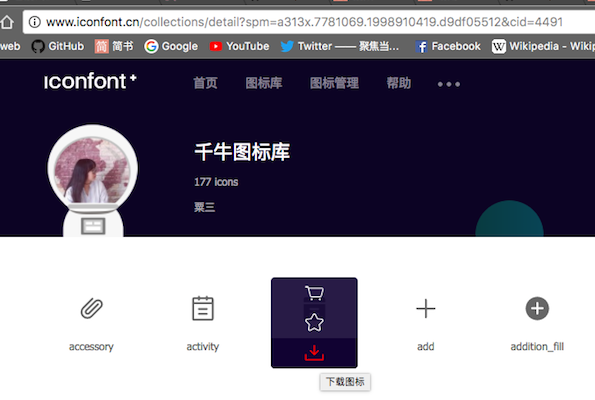 www.iconfont.cn/collections/detail?spm=a313x.7781069.1998910419.d9df05512&cid=4491
web GitHub 简 简书 Google YouTube Twitter —— 聚焦当... Facebook W Wikipedia - Wikip
ıconfont+ 首页 图标库 图标管理 帮助
千牛图标库
177 icons
粟三
accessory activity add addition_fill
下载图标